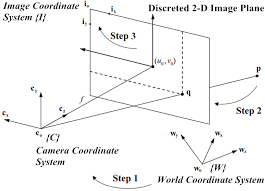 Image Coordinate
System {I}
Discrete 2-D Image Plane
Step 3
(u₀, v₀)
p
q
f
Step 2
{C}
Camera Coordinate
System
Step 1
{W}
World Coordinate System